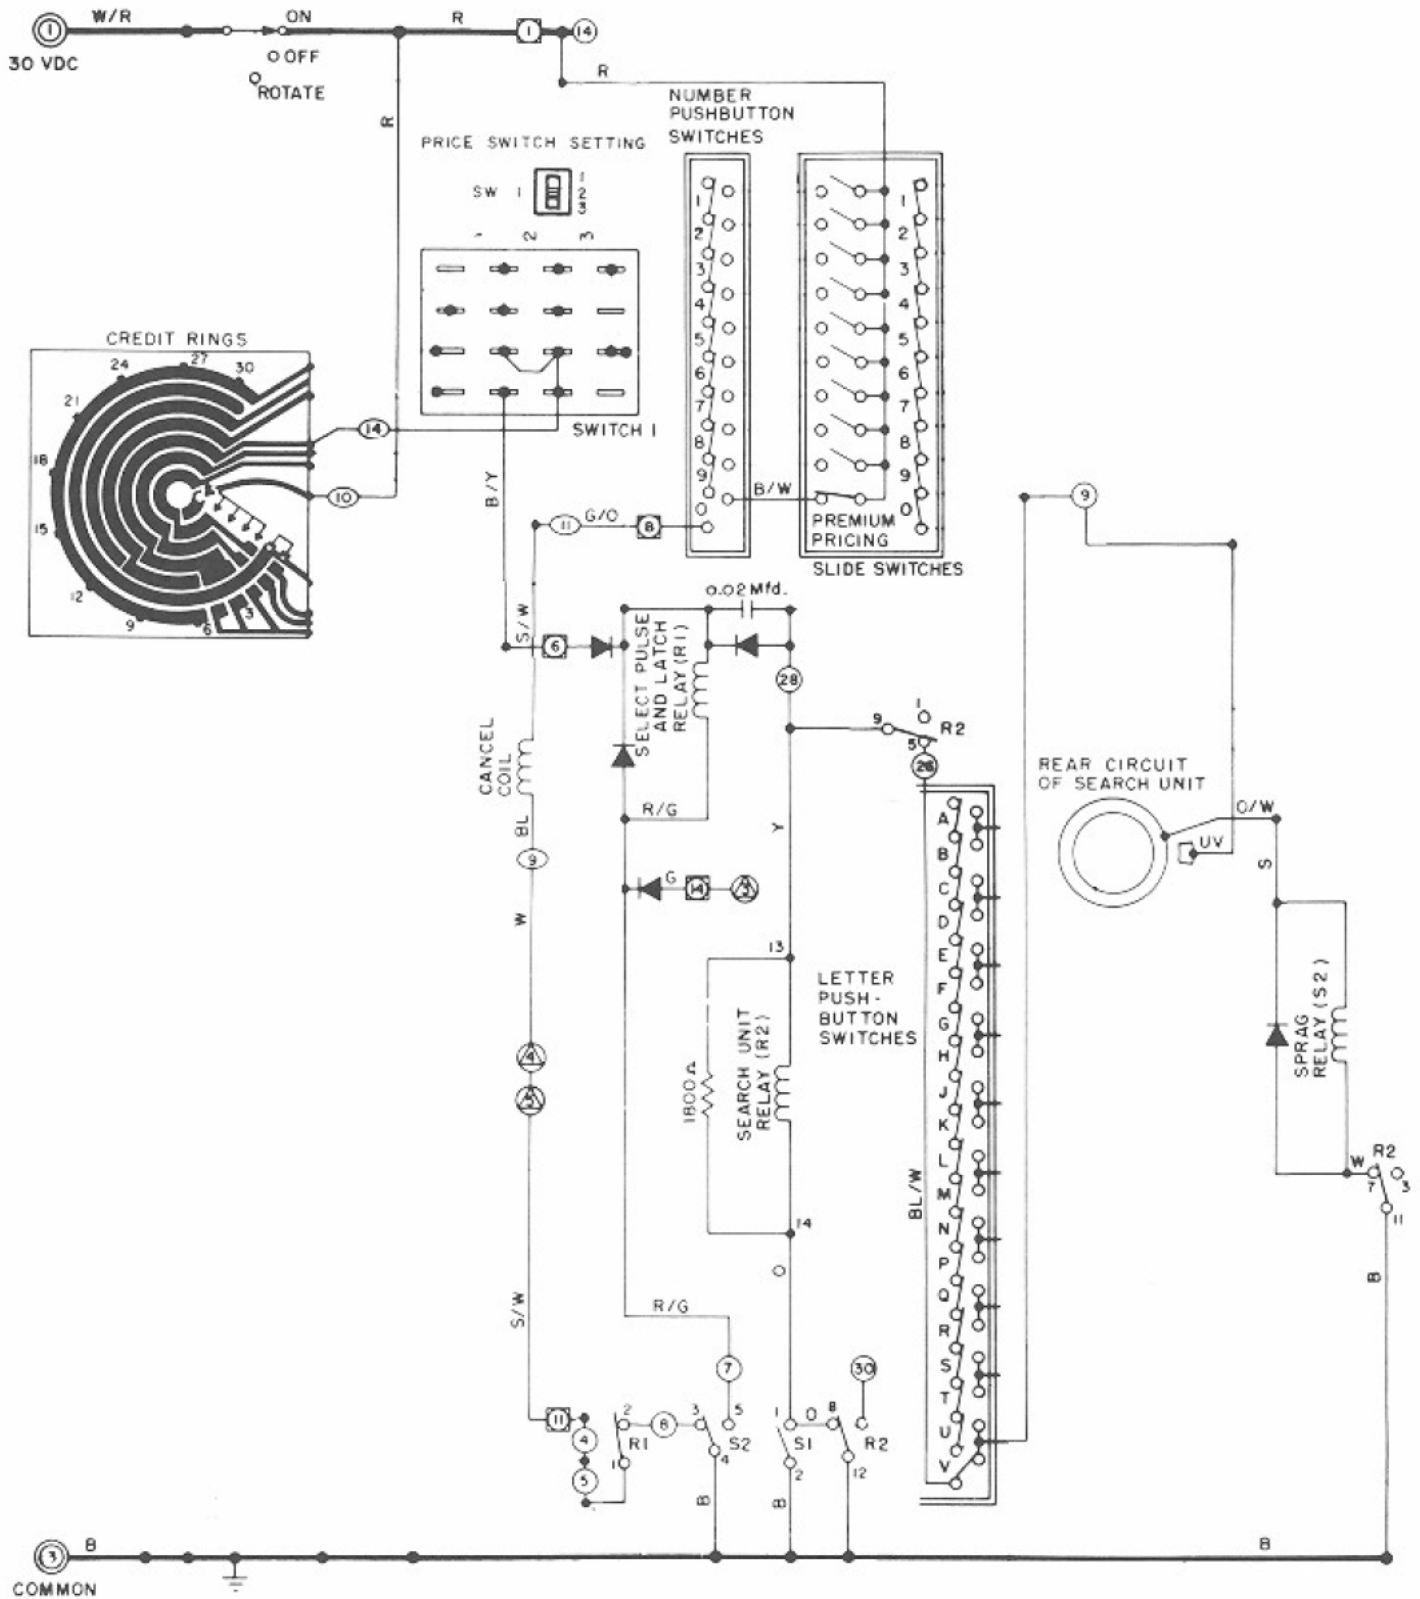 1
W/R
ON
R
1
14
30 VDC
OFF
ROTATE
R
R
NUMBER
PUSHBUTTON
SWITCHES
PRICE SWITCH SETTING
SW 1
1
2
3
1 2 3
SWITCH 1
1
2
3
4
5
6
7
8
9
0
1
2
3
4
5
6
7
8
9
0
CREDIT RINGS
30
27
24
21
18
15
12
9
6
3
14
10
B/Y
11
G/O
8
B/W
PREMIUM
PRICING
SLIDE SWITCHES
9
S/W
6
0.02 Mfd.
SELECT PULSE
AND LATCH
RELAY (R1)
28
CANCEL
COIL
BL
9
W
R/G
G
14
3
Y
9
1
5
R2
26
REAR CIRCUIT
OF SEARCH UNIT
O/W
UV
S
A
B
C
D
E
F
G
H
J
K
L
M
N
P
Q
R
S
T
U
V
13
LETTER
PUSH-
BUTTON
SWITCHES
4
5
1800Ω
SEARCH UNIT
RELAY (R2)
SPRAG
RELAY (S2)
BL/W
14
O
W
R2
7
3
11
B
S/W
R/G
7
30
11
4
5
2
R1
1
8
3
5
S2
4
1
O
8
S1
R2
2
12
B
B
3
B
B
COMMON